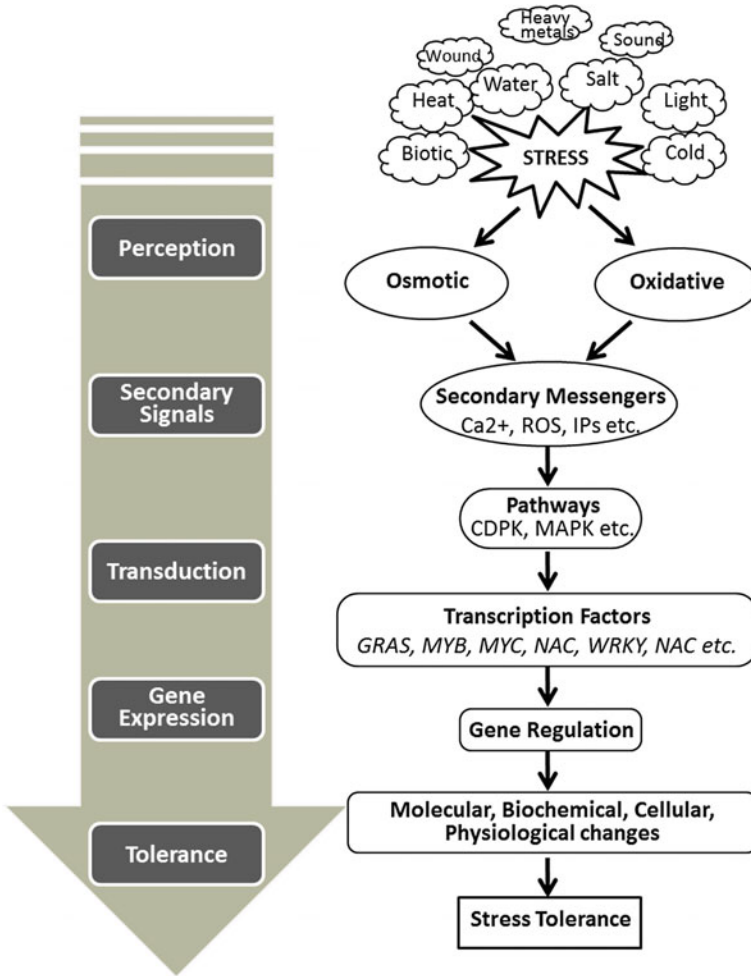 Perception
Secondary
Signals
Transduction
Gene
Expression
Tolerance
Heavy
metals
Sound
Wound
Water
Salt
Heat
Light
Biotic
STRESS
Cold
Osmotic
Oxidative
Secondary Messengers
Ca2+, ROS, IPs etc.
Pathways
CDPK, MAPK etc.
Transcription Factors
GRAS, MYB, MYC, NAC, WRKY, NAC etc.
Gene Regulation
Molecular, Biochemical, Cellular,
Physiological changes
Stress Tolerance